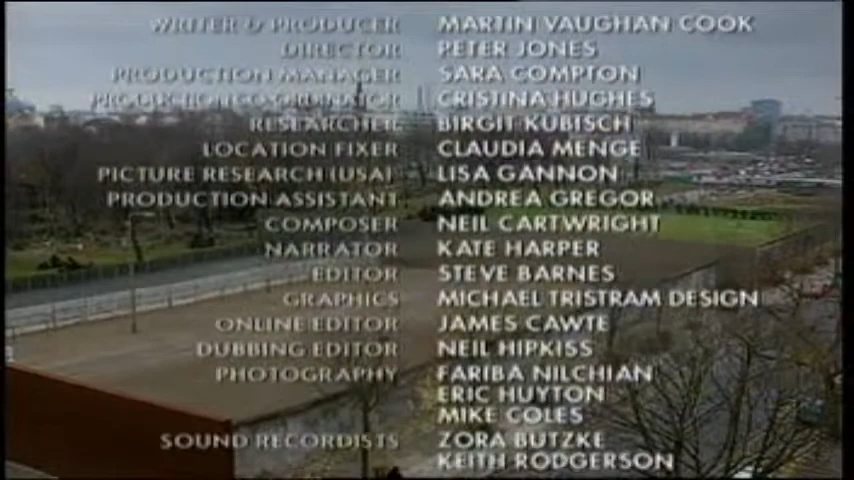 WRITER & PRODUCER MARTIN VAUGHAN COOK
DIRECTOR PETER JONES
PRODUCTION MANAGER SARA COMPTON
PRODUCTION CO-ORDINATOR CRISTINA HUGHES
RESEARCHER BIRGIT KUBISCH
LOCATION FIXER CLAUDIA MENGE
PICTURE RESEARCH (USA) LISA GANNON
PRODUCTION ASSISTANT ANDREA GREGOR
COMPOSER NEIL CARTWRIGHT
NARRATOR KATE HARPER
EDITOR STEVE BARNES
GRAPHICS MICHAEL TRISTRAM DESIGN
ONLINE EDITOR JAMES CAWTE
DUBBING EDITOR NEIL HIPKISS
PHOTOGRAPHY FARIBA NILCHIAN
ERIC HUYTON
MIKE COLES
SOUND RECORDISTS ZORA BUTZKE
KEITH RODGERSON